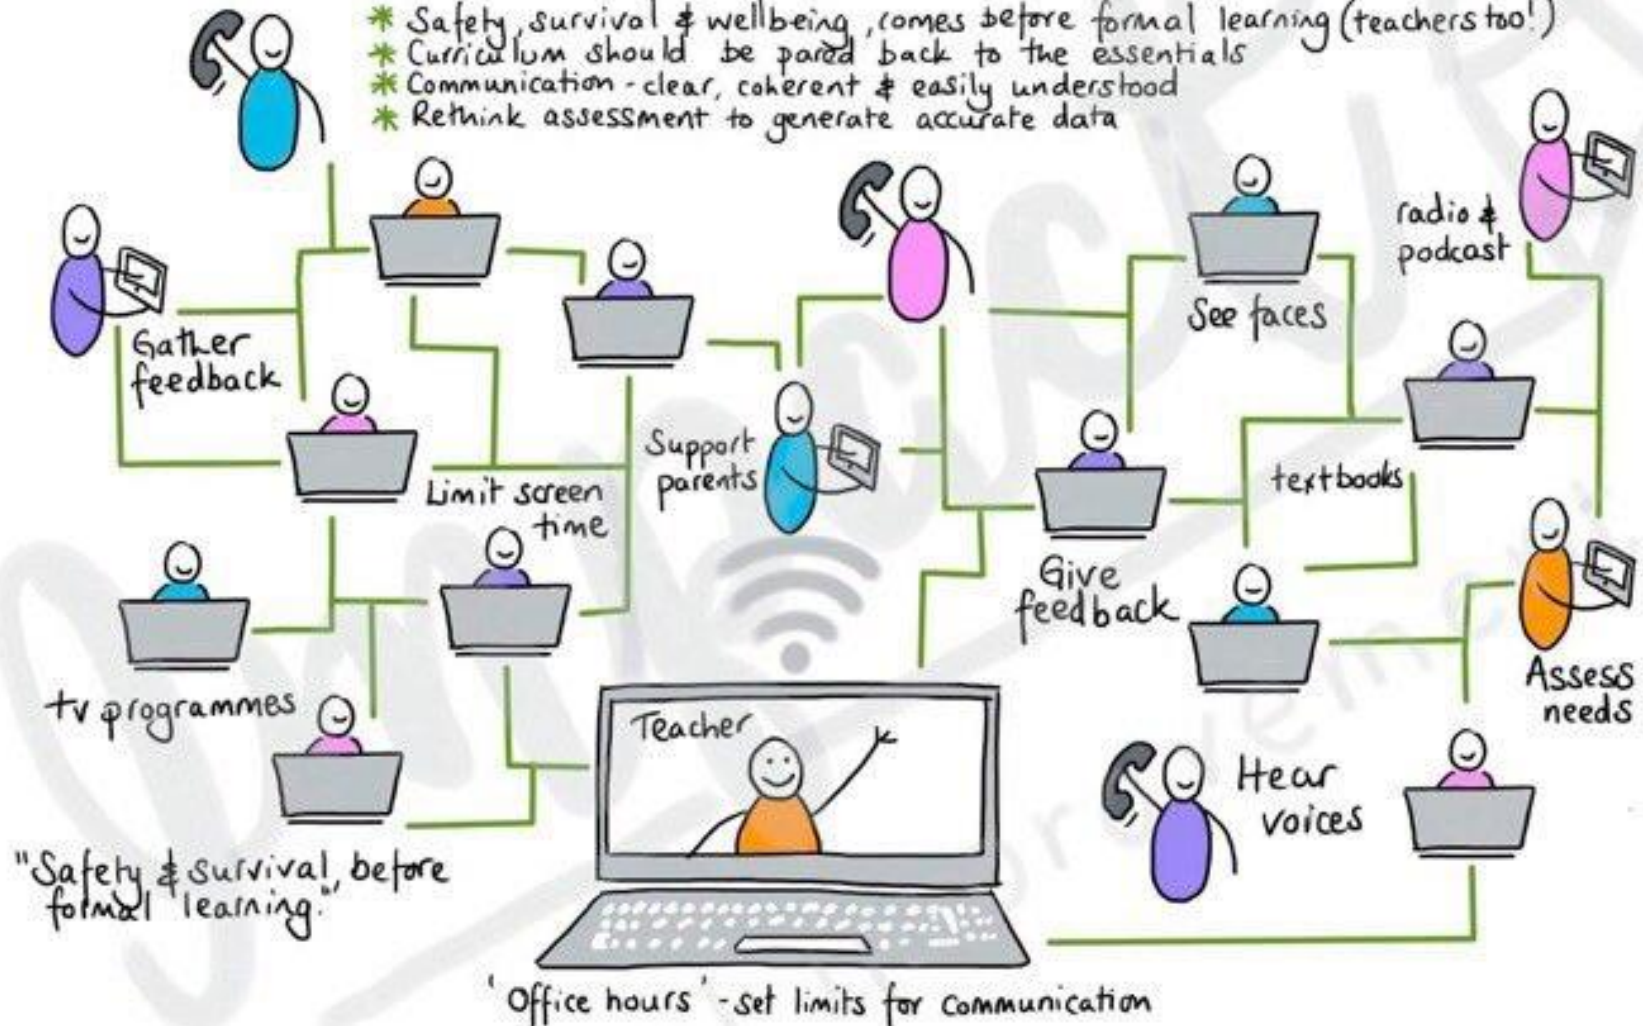 * Safety, survival & wellbeing, comes before formal learning (teachers too!)
* Curriculum should be pared back to the essentials
* Communication - clear, coherent & easily understood
* Rethink assessment to generate accurate data
radio &
podcast
See faces
Gather
feedback
Support
parents
textbooks
Limit screen
time
Give
feedback
Assess
needs
tv programmes
Teacher
Hear
voices
"Safety & survival, before
formal learning."
'Office hours' - set limits for communication